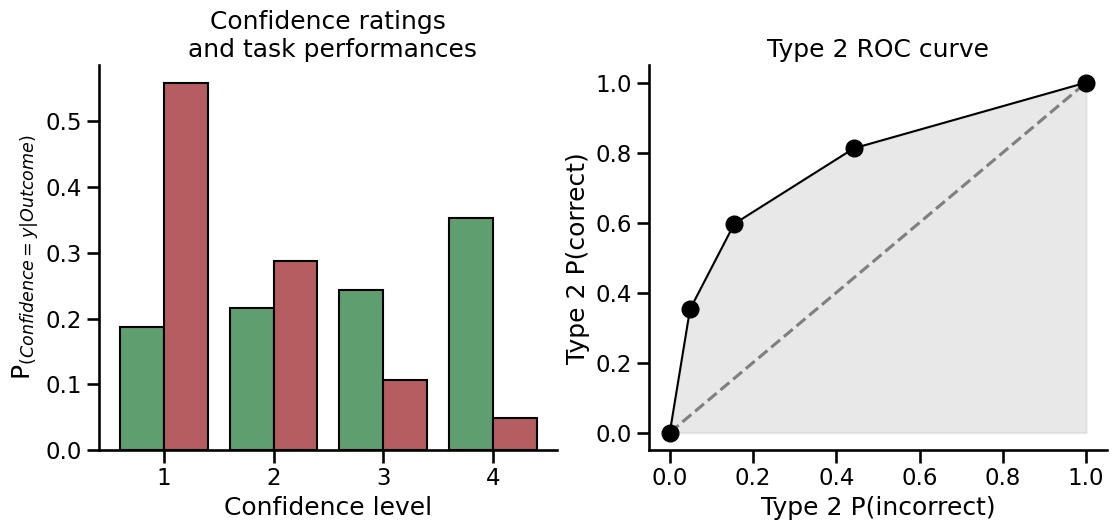 Confidence ratings
and task performances
P(Confidence = y|Outcome)
0.5
0.4
0.3
0.2
0.1
0.0
1 2 3 4
Confidence level
Type 2 ROC curve
Type 2 P(correct)
1.0
0.8
0.6
0.4
0.2
0.0
0.0 0.2 0.4 0.6 0.8 1.0
Type 2 P(incorrect)